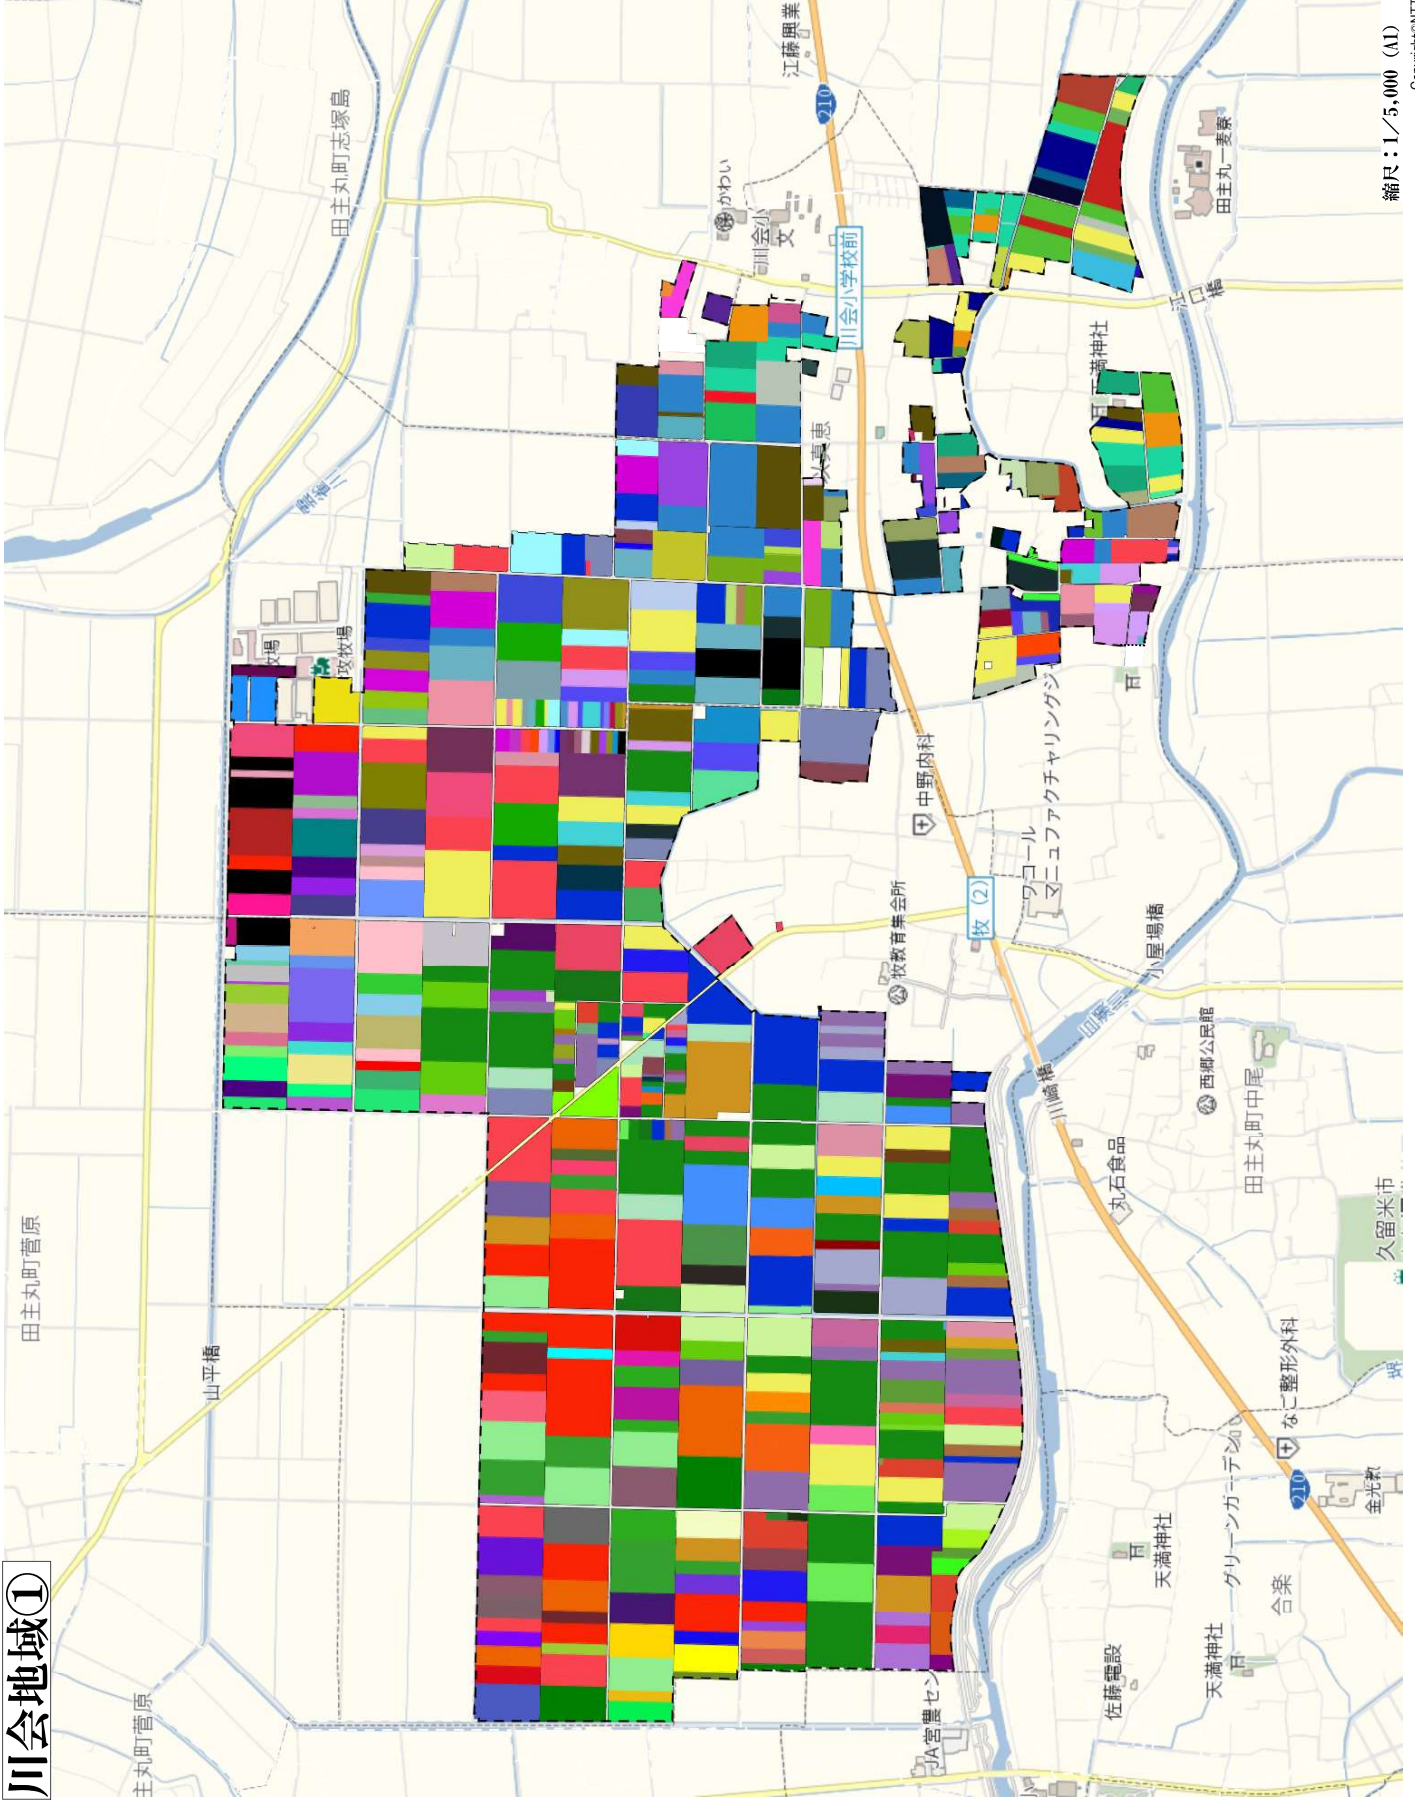 川会地域①
縮尺：1／5,000（A1）
田主丸町志塚島
江藤興業
210
かわい
川会小
文
川会小学校前
田主丸一麦寮
江口橋
天満神社
牧場
中野内科
ワコール
マニュファクチャリングジャ
牧教育集会所
牧（2）
小屋場橋
西郷公民館
川崎橋
田主丸町中尾
丸石食品
久留米市
田主丸町菅原
山平橋
なご整形外科
210
金光教
グリーンガーデン
天満神社
合楽
天満神社
佐藤電設
JA営農セン
主丸町菅原